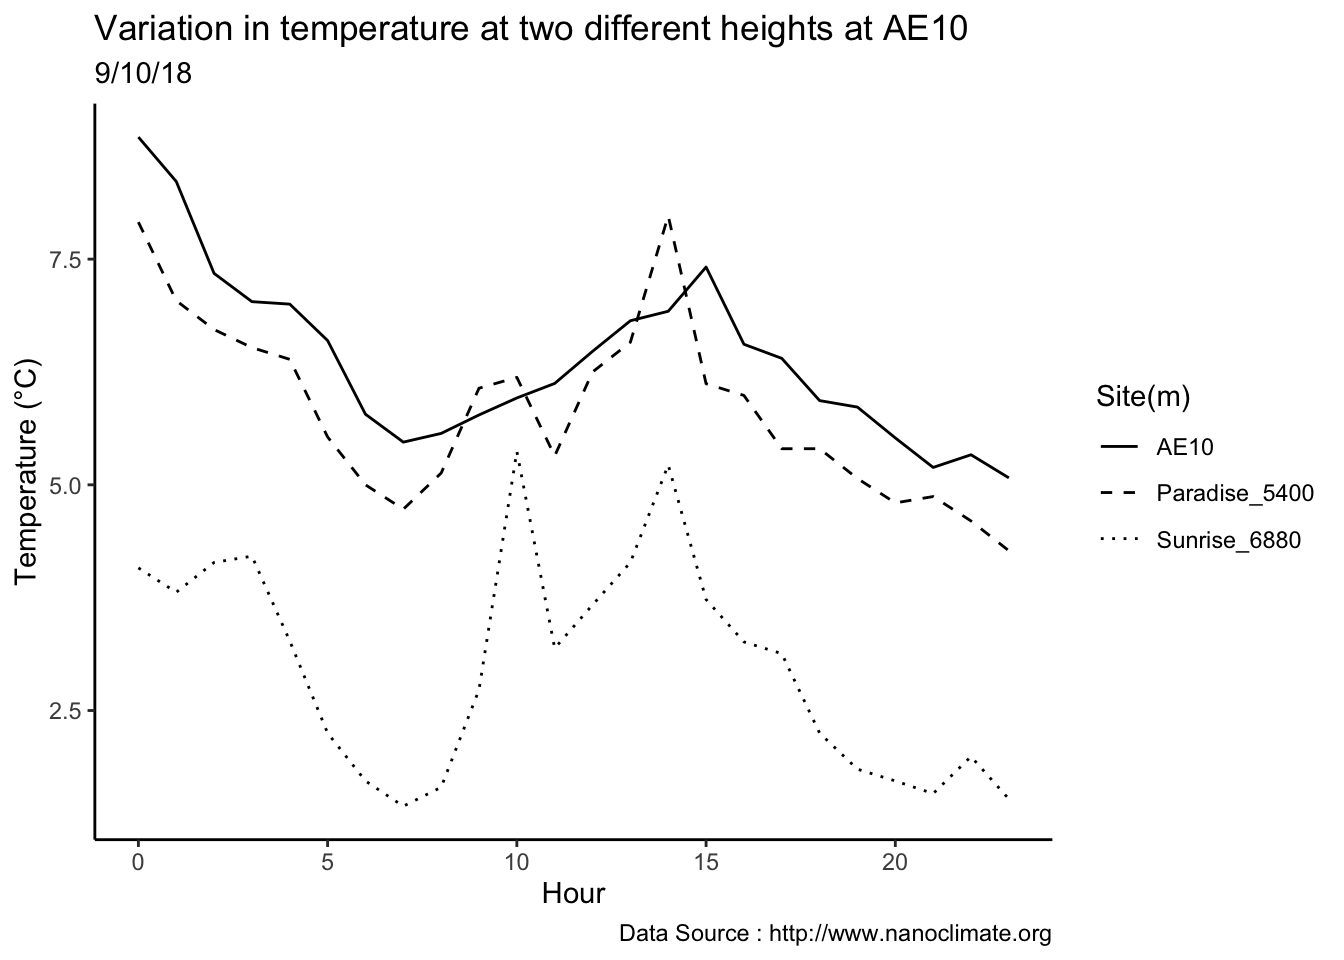 Variation in temperature at two different heights at AE10
9/10/18
7.5
5.0
2.5
Temperature (°C)
0 5 10 15 20
Hour
Site(m)
AE10
Paradise_5400
Sunrise_6880
Data Source : http://www.nanoclimate.org